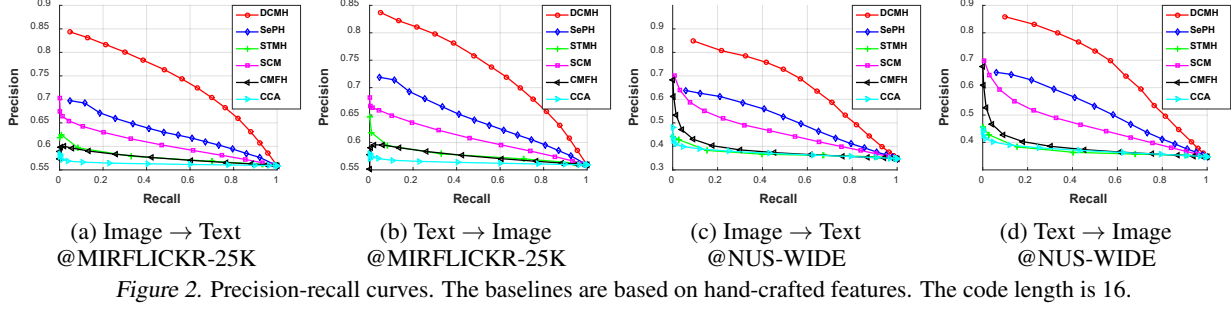 0.9
0.85
0.8
0.75
0.7
0.65
0.6
0.55
0 0.2 0.4 0.6 0.8 1
Precision
Recall
DCMH
SePH
STMH
SCM
CMFH
CCA
(a) Image → Text
@MIRFLICKR-25K
0.85
0.8
0.75
0.7
0.65
0.6
0.55
0 0.2 0.4 0.6 0.8 1
Precision
Recall
DCMH
SePH
STMH
SCM
CMFH
CCA
(b) Text → Image
@MIRFLICKR-25K
1
0.9
0.8
0.7
0.6
0.5
0.4
0.3
0 0.2 0.4 0.6 0.8 1
Precision
Recall
DCMH
SePH
STMH
SCM
CMFH
CCA
(c) Image → Text
@NUS-WIDE
0.9
0.8
0.7
0.6
0.5
0.4
0.3
0 0.2 0.4 0.6 0.8 1
Precision
Recall
DCMH
SePH
STMH
SCM
CMFH
CCA
(d) Text → Image
@NUS-WIDE
Figure 2. Precision-recall curves. The baselines are based on hand-crafted features. The code length is 16.